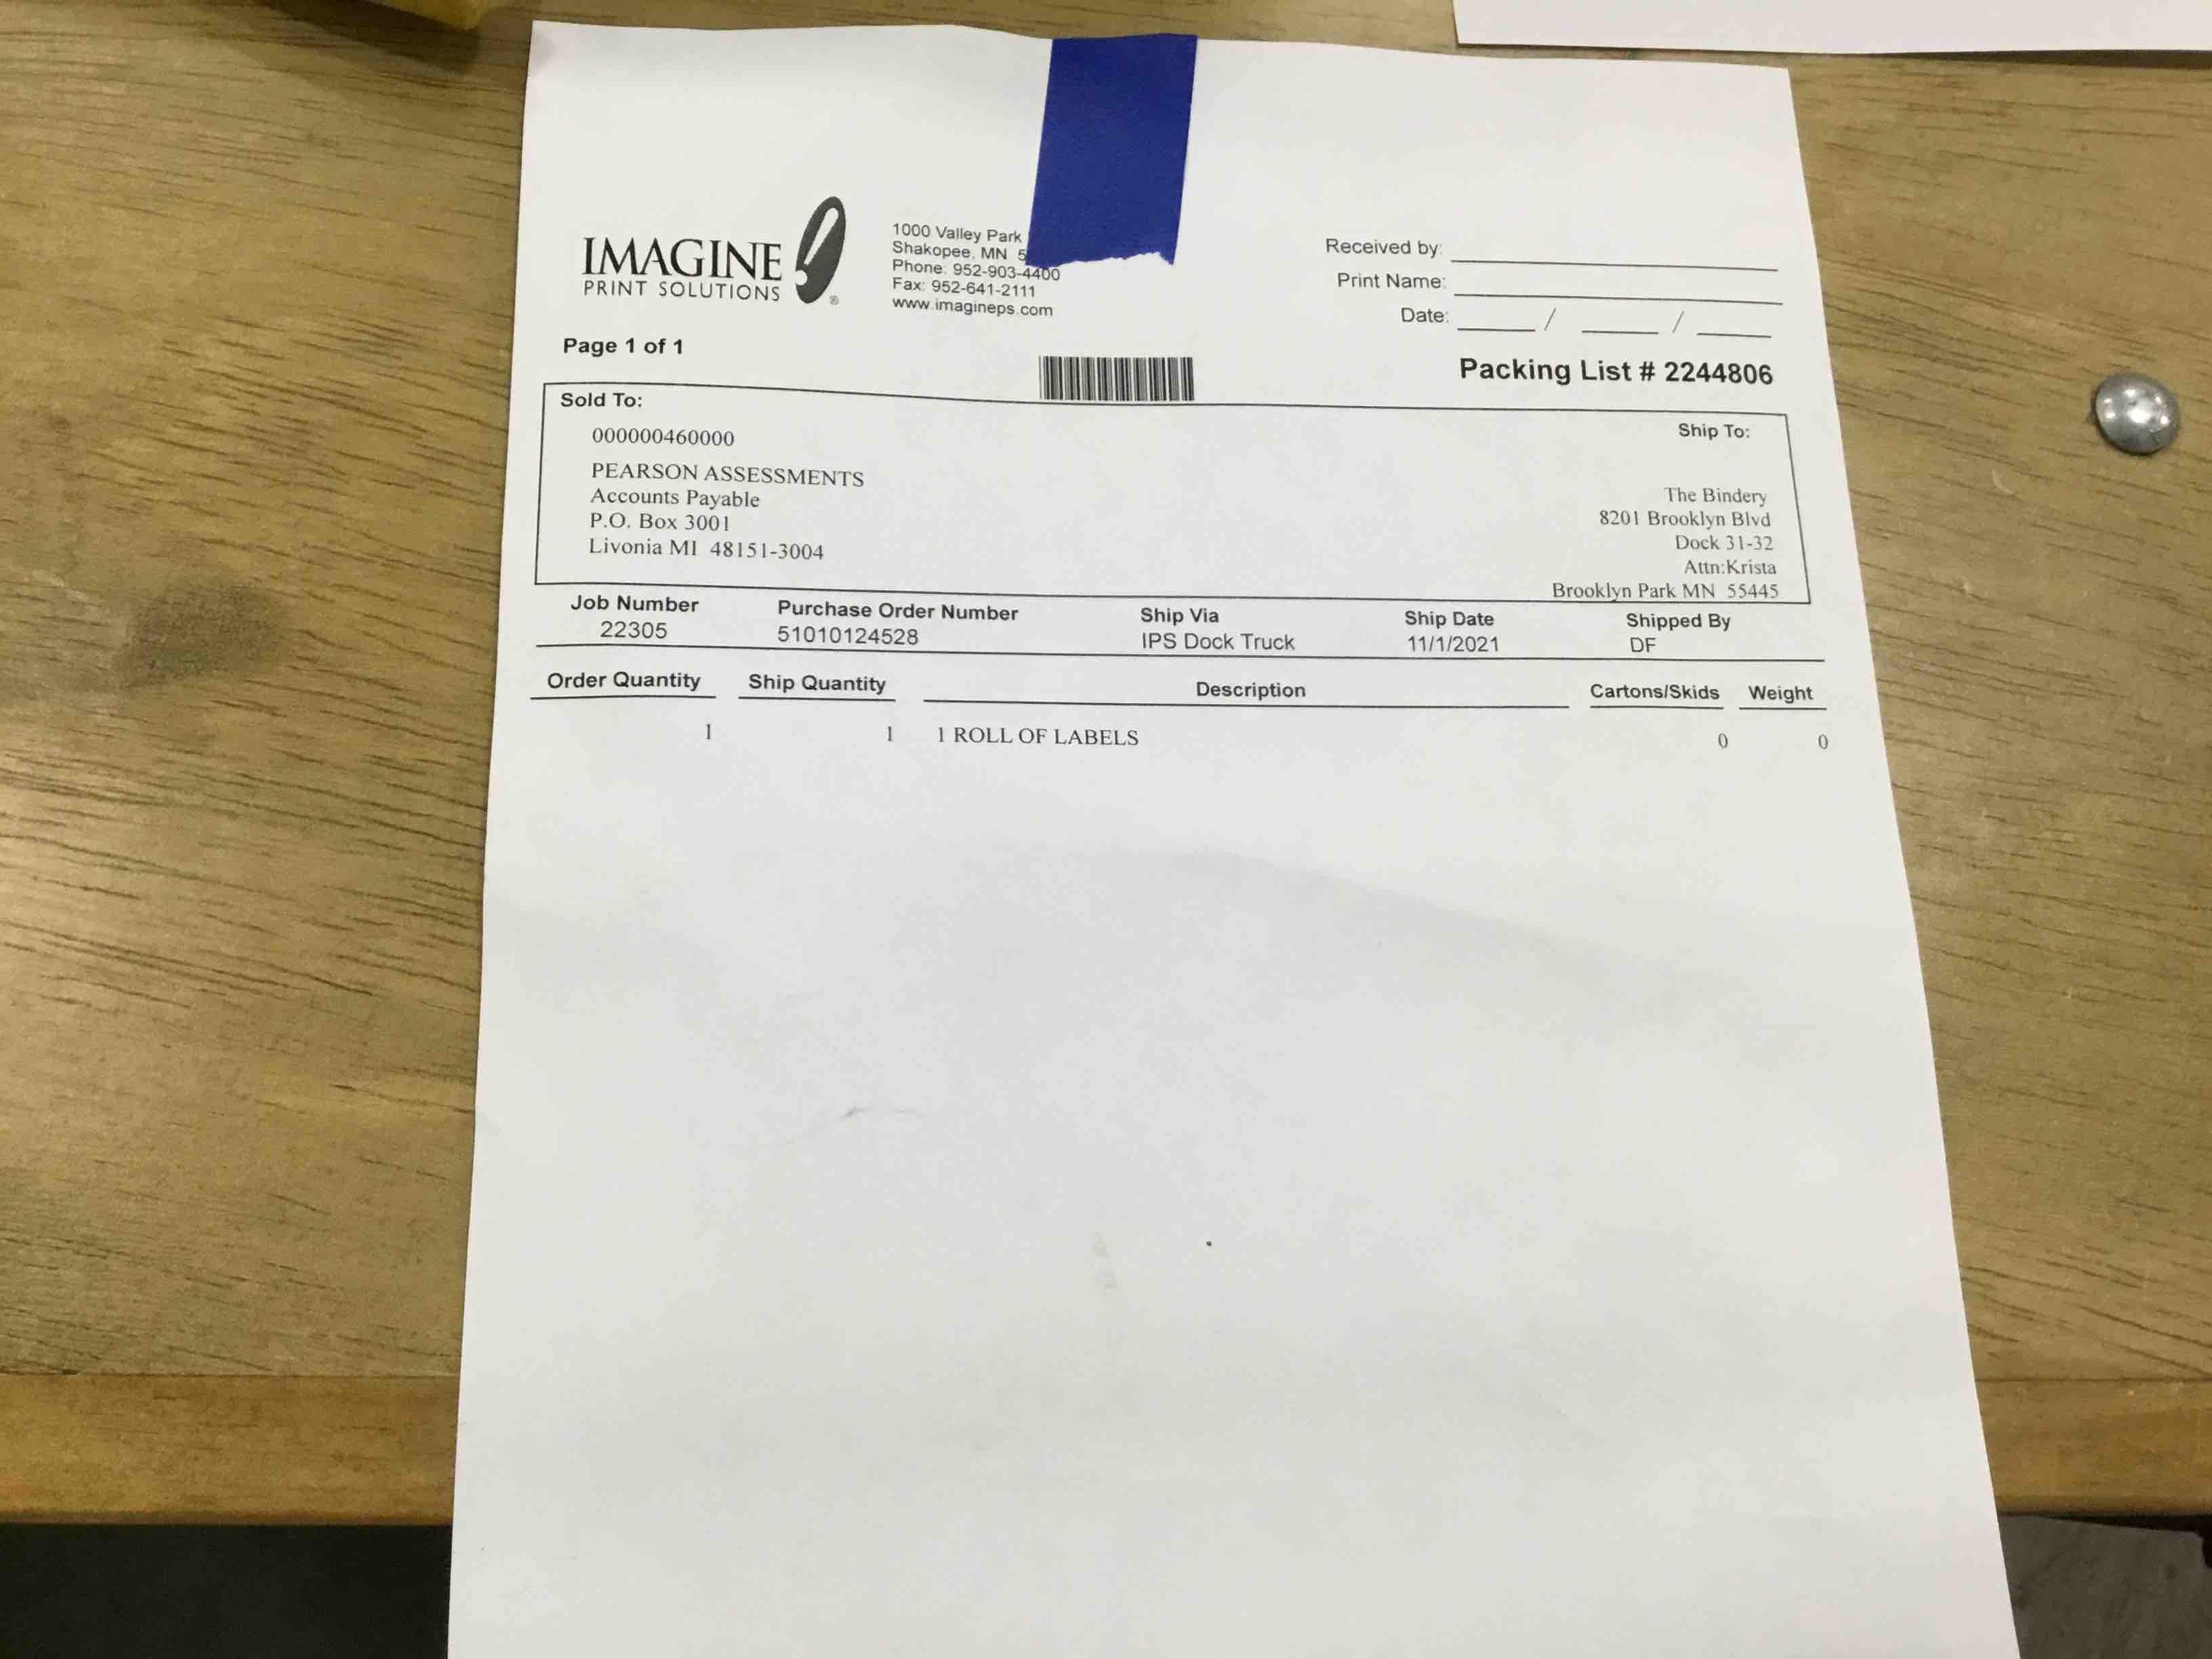 IMAGINE
PRINT SOLUTIONS
®
1000 Valley Park
Shakopee, MN 5
Phone: 952-903-4400
Fax: 952-641-2111
www.imagineps.com
Received by:
Print Name:
Date: / /
Page 1 of 1
Packing List # 2244806
Sold To:
000000460000
PEARSON ASSESSMENTS
Accounts Payable
P.O. Box 3001
Livonia MI 48151-3004
Ship To:
The Bindery
8201 Brooklyn Blvd
Dock 31-32
Attn:Krista
Brooklyn Park MN 55445
Job Number Purchase Order Number Ship Via Ship Date Shipped By
22305 51010124528 IPS Dock Truck 11/1/2021 DF
Order Quantity Ship Quantity Description Cartons/Skids Weight
1 1 1 ROLL OF LABELS 0 0